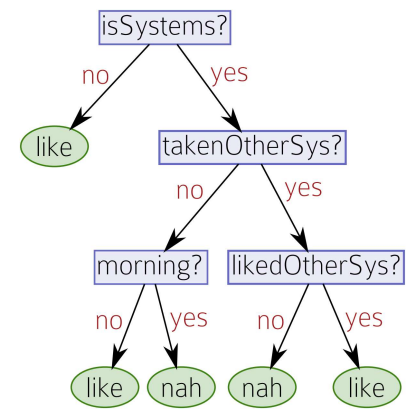 isSystems?
no
yes
like
takenOtherSys?
no
yes
morning?
likedOtherSys?
no
yes
no
yes
like
nah
nah
like